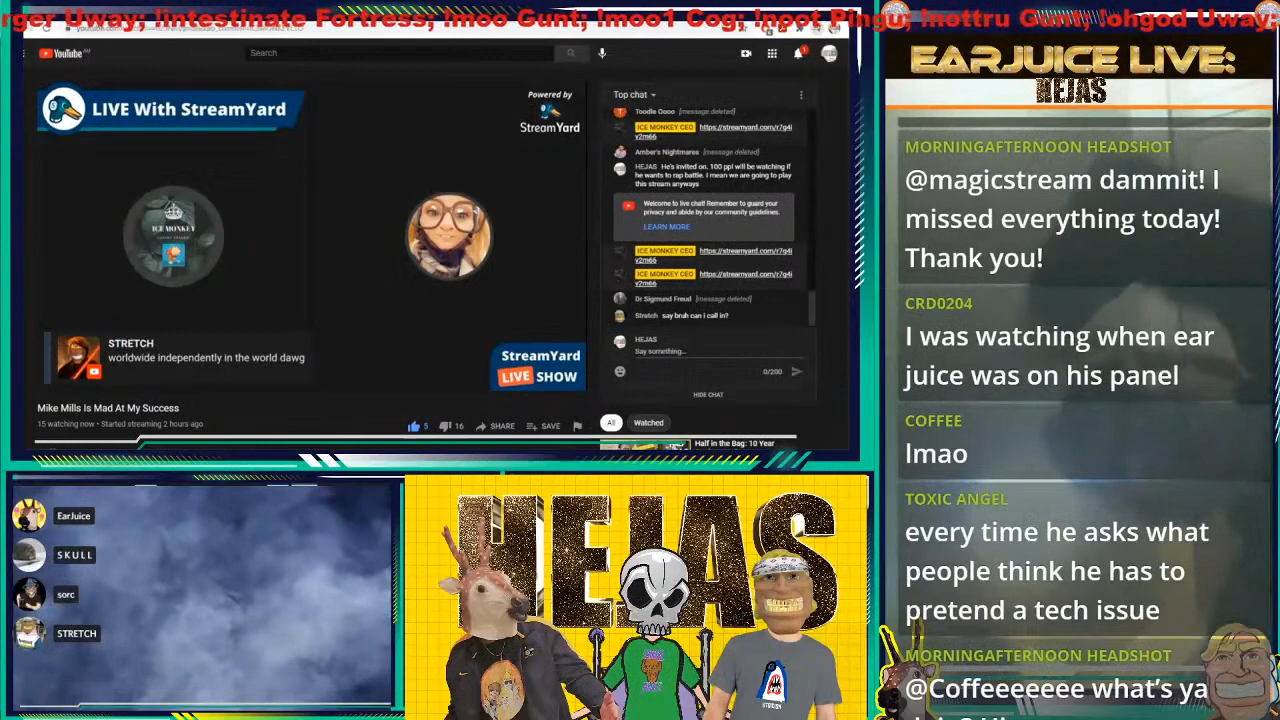 rger Uway; !intestinate Fortress; !moo Gunt; !moo1 Cog; !noot Pingu; !nottru Gunt; !ohgod Uway;
YouTube
Search
LIVE With StreamYard
Powered by
StreamYard
ICE MONKEY
STRETCH
worldwide independently in the world dawg
StreamYard
LIVE SHOW
Mike Mills Is Mad At My Success
15 watching now • Started streaming 2 hours ago
5
16
SHARE
SAVE
Top chat
Toodle Oooo [message deleted]
ICE MONKEY CEO https://streamyard.com/r7g4i
y2m66
Amber's Nightmares [message deleted]
HEJAS He's invited on. 100 ppl will be watching if
he wants to rap battle. I mean we are going to play
this stream anyways
Welcome to live chat! Remember to guard your
privacy and abide by our community guidelines.
LEARN MORE
ICE MONKEY CEO https://streamyard.com/r7g4i
y2m66
ICE MONKEY CEO https://streamyard.com/r7g4i
y2m66
Dr Sigmund Freud [message deleted]
Stretch say bruh can i call in?
HEJAS
Say something...
0/200
HIDE CHAT
All
Watched
Half in the Bag: 10 Year
EarJuice
SKULL
sorc
STRETCH
HEJAS
EARJUICE LIVE:
HEJAS
MORNINGAFTERNOON HEADSHOT
@magicstream dammit! I
missed everything today!
Thank you!
CRD0204
I was watching when ear
juice was on his panel
COFFEE
lmao
TOXIC ANGEL
every time he asks what
people think he has to
pretend a tech issue
MORNINGAFTERNOON HEADSHOT
@Coffeeeeeee what's ya